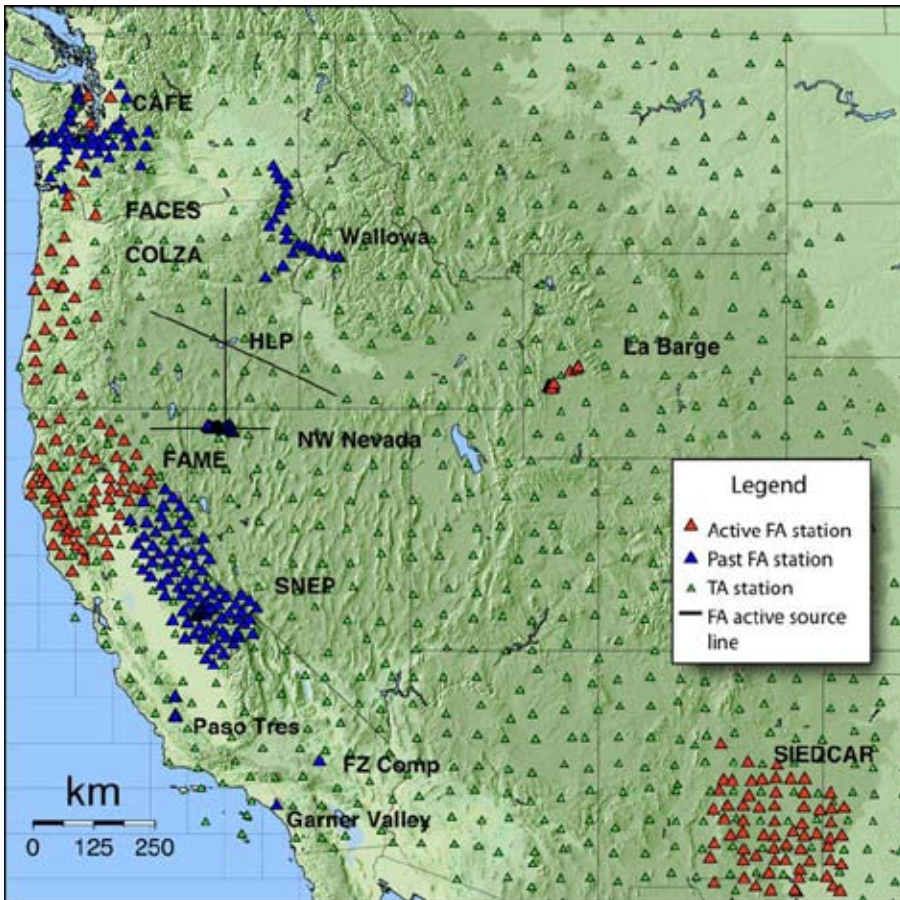 CAFE
FACES
COLZA
Wallowa
HLP
La Barge
FAME
NW Nevada
Legend
Active FA station
Past FA station
TA station
FA active source
line
SNEP
Paso Tres
FZ Comp
SIEDCAR
Garner Valley
km
0 125 250